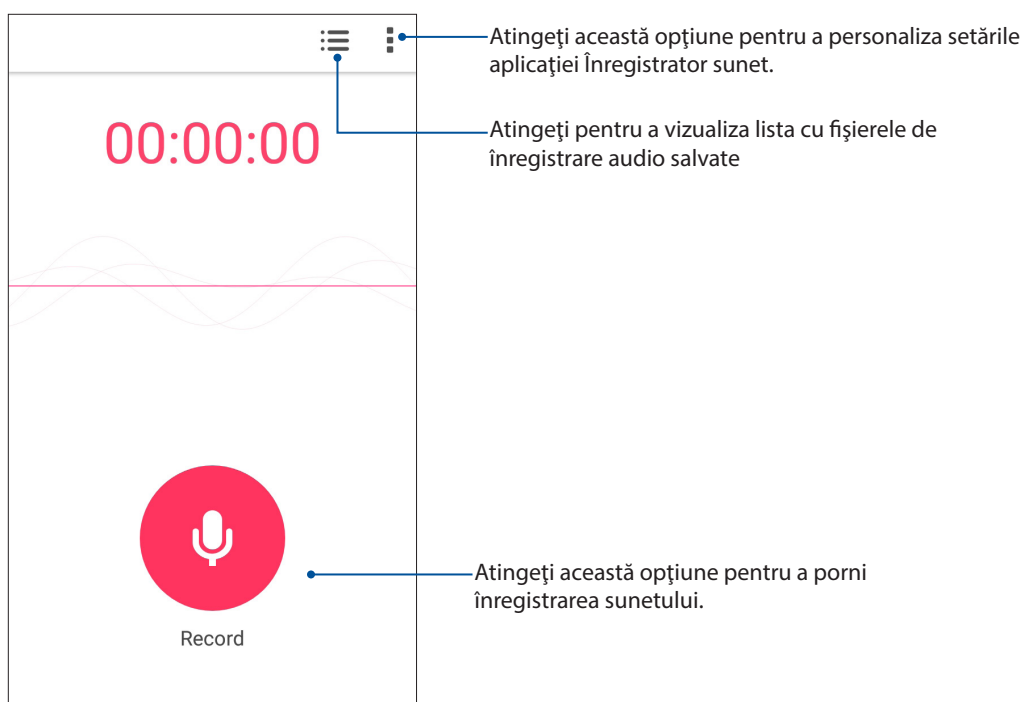 Atingeţi această opţiune pentru a personaliza setările
aplicaţiei Înregistrator sunet.
Atingeţi pentru a vizualiza lista cu fişierele de
înregistrare audio salvate
00:00:00
Atingeţi această opţiune pentru a porni
înregistrarea sunetului.
Record